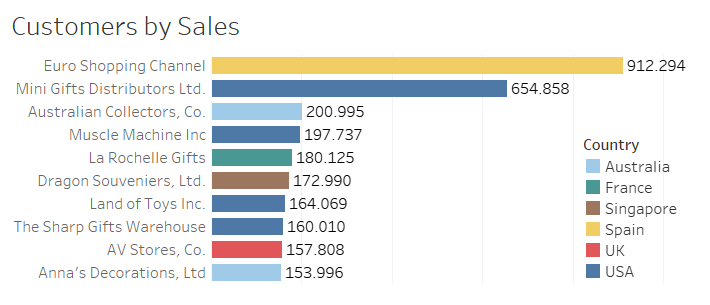 Customers by Sales
Euro Shopping Channel 912.294
Mini Gifts Distributors Ltd. 654.858
Australian Collectors, Co. 200.995
Muscle Machine Inc 197.737
La Rochelle Gifts 180.125
Dragon Souveniers, Ltd. 172.990
Land of Toys Inc. 164.069
The Sharp Gifts Warehouse 160.010
AV Stores, Co. 157.808
Anna's Decorations, Ltd 153.996
Country
Australia
France
Singapore
Spain
UK
USA